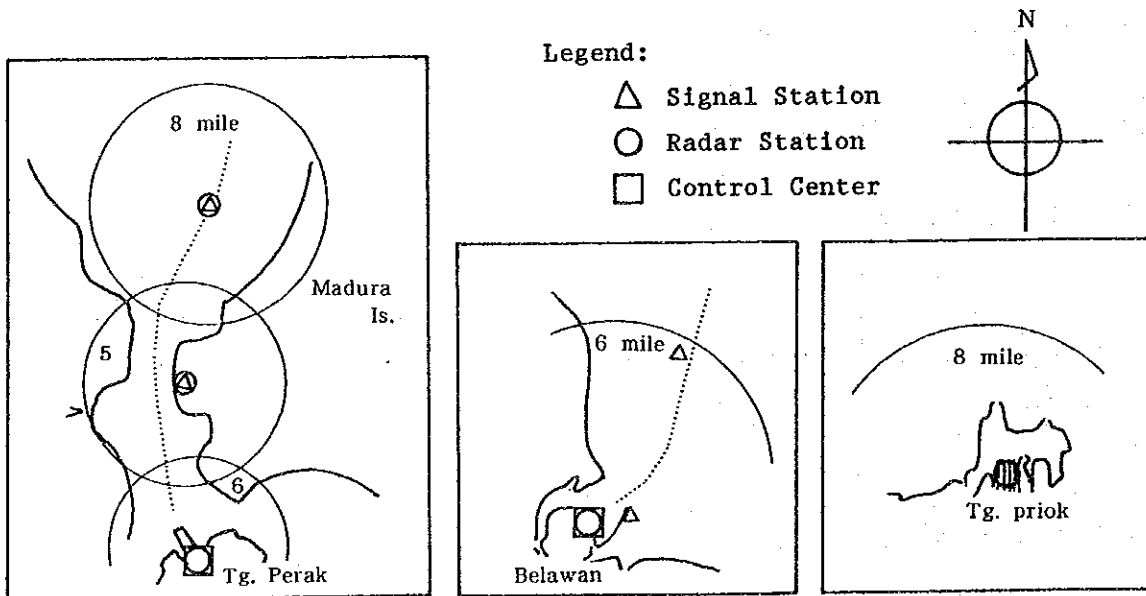 Legend:
Signal Station
Radar Station
Control Center
N
8 mile
Madura
Is.
5
6
Tg. Perak
6 mile
Belawan
8 mile
Tg. priok